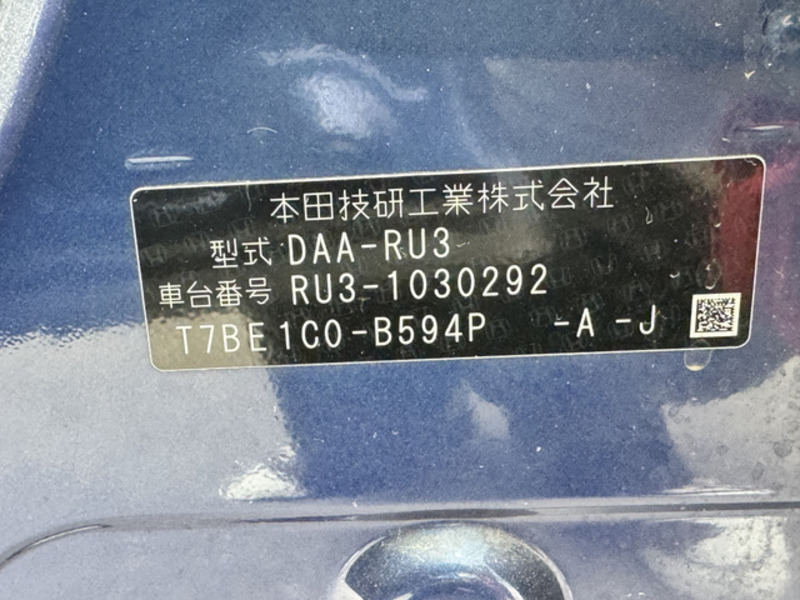 本田技研工業株式会社
型式 DAA-RU3
車台番号 RU3-1030292
T7BE1C0-B594P -A -J